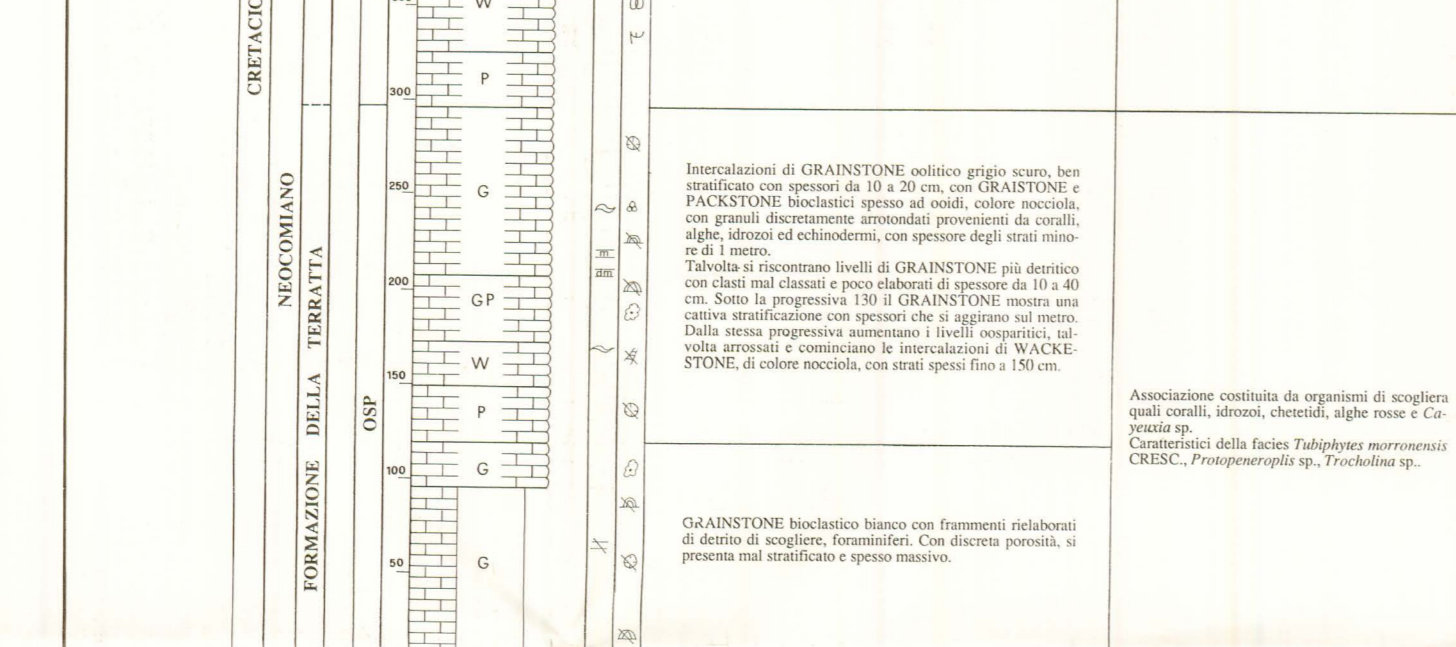 CRETACIO
NEOCOMIANO
FORMAZIONE DELLA TERRATTA
OSP
300
250
200
150
100
50
W
P
G
GP
W
P
G
G
Intercalazioni di GRAINSTONE oolitico grigio scuro, ben
stratificato con spessori da 10 a 20 cm, con GRAISTONE e
PACKSTONE bioclastici spesso ad ooidi, colore nocciola,
con granuli discretamente arrotondati provenienti da coralli,
alghe, idrozoi ed echinodermi, con spessore degli strati mino-
re di 1 metro.
Talvolta si riscontrano livelli di GRAINSTONE più detritico
con clasti mal classati e poco elaborati di spessore da 10 a 40
cm. Sotto la progressiva 130 il GRAINSTONE mostra una
cattiva stratificazione con spessori che si aggirano sul metro.
Dalla stessa progressiva aumentano i livelli oosparitici, tal-
volta arrossati e cominciano le intercalazioni di WACKE-
STONE, di colore nocciola, con strati spessi fino a 150 cm.
GRAINSTONE bioclastico bianco con frammenti rielaborati
di detrito di scogliere, foraminiferi. Con discreta porosità, si
presenta mal stratificato e spesso massivo.
Associazione costituita da organismi di scogliera
quali coralli, idrozoi, chetetidi, alghe rosse e Ca-
yeuxia sp.
Caratteristici della facies Tubiphytes morronensis
CRESC., Protopeneroplis sp., Trocholina sp..